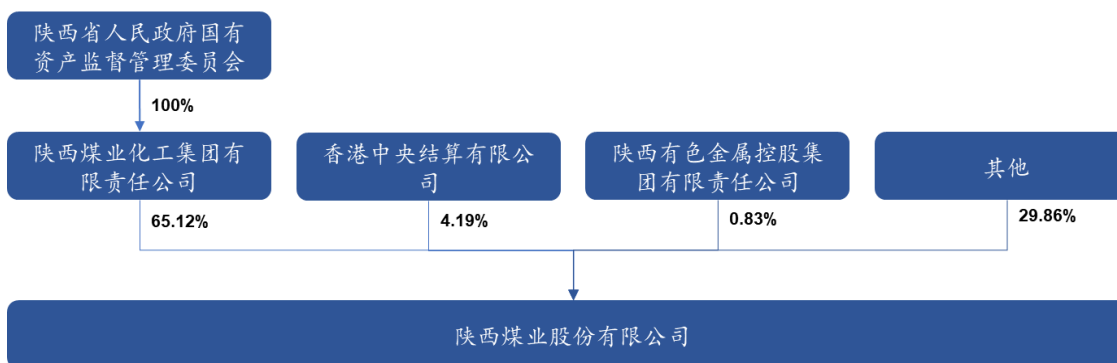 陕西省人民政府国有
资产监督管理委员会
100%
陕西煤业化工集团有
限责任公司
香港中央结算有限公
司
陕西有色金属控股集
团有限责任公司
其他
65.12%
4.19%
0.83%
29.86%
陕西煤业股份有限公司